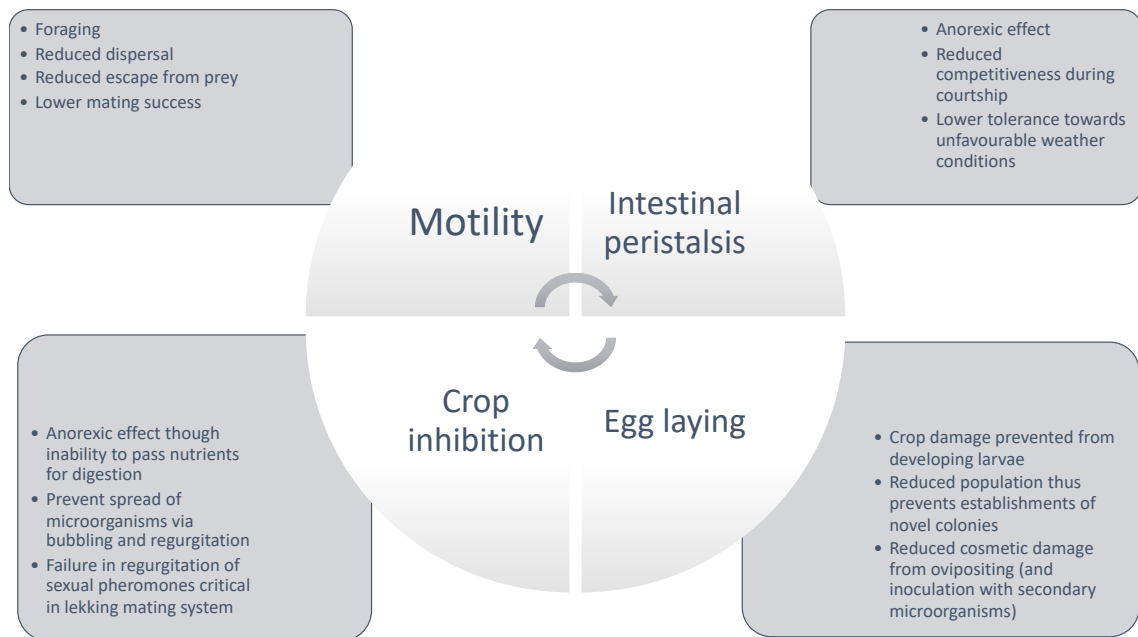 • Foraging
• Reduced dispersal
• Reduced escape from prey
• Lower mating success
• Anorexic effect
• Reduced
competitiveness during
courtship
• Lower tolerance towards
unfavourable weather
conditions
Motility
Intestinal
peristalsis
Crop
inhibition
Egg laying
• Anorexic effect though
inability to pass nutrients
for digestion
• Prevent spread of
microorganisms via
bubbling and regurgitation
• Failure in regurgitation of
sexual pheromones critical
in lekking mating system
• Crop damage prevented from
developing larvae
• Reduced population thus
prevents establishments of
novel colonies
• Reduced cosmetic damage
from ovipositing (and
inoculation with secondary
microorganisms)